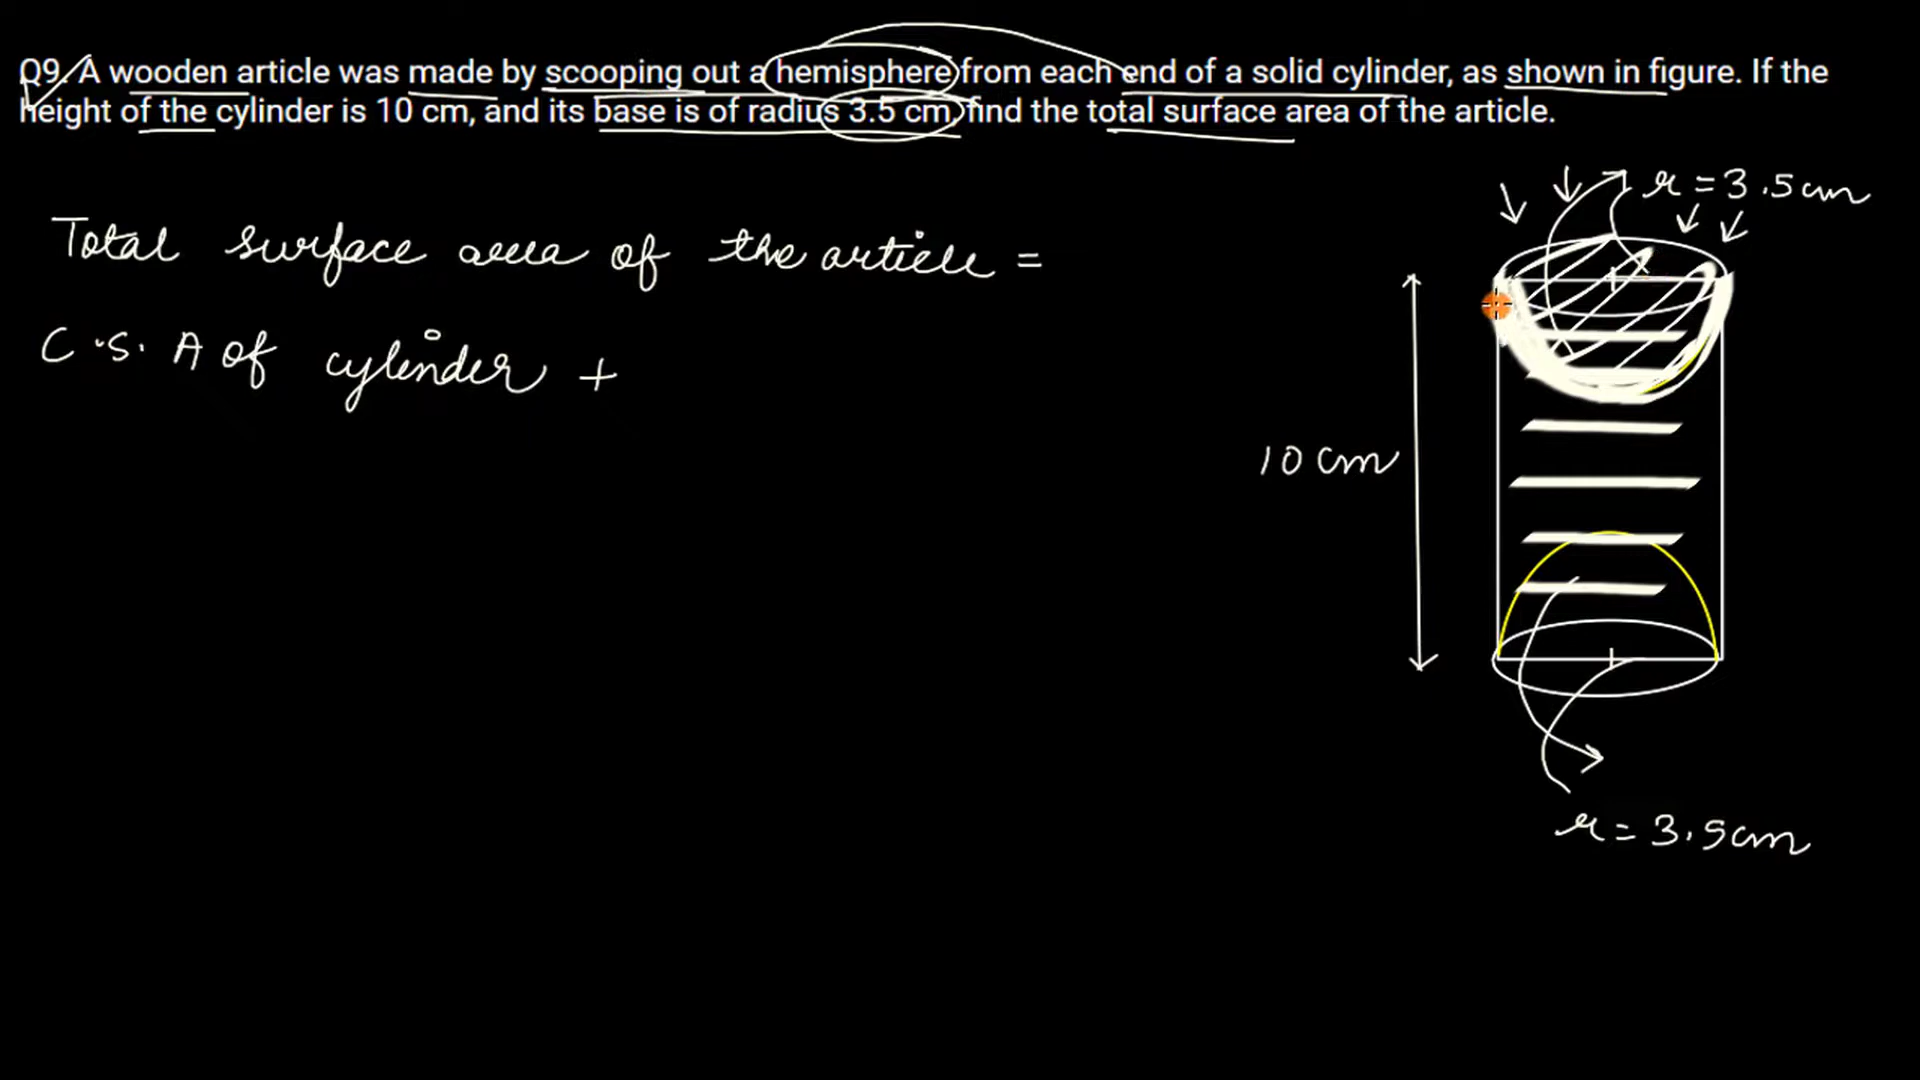 Q9. A wooden article was made by scooping out a hemisphere from each end of a solid cylinder, as shown in figure. If the
height of the cylinder is 10 cm, and its base is of radius 3.5 cm, find the total surface area of the article.
r = 3.5cm
Total surface area of the article =
C.S.A of cylinder +
10 cm
r = 3.5cm